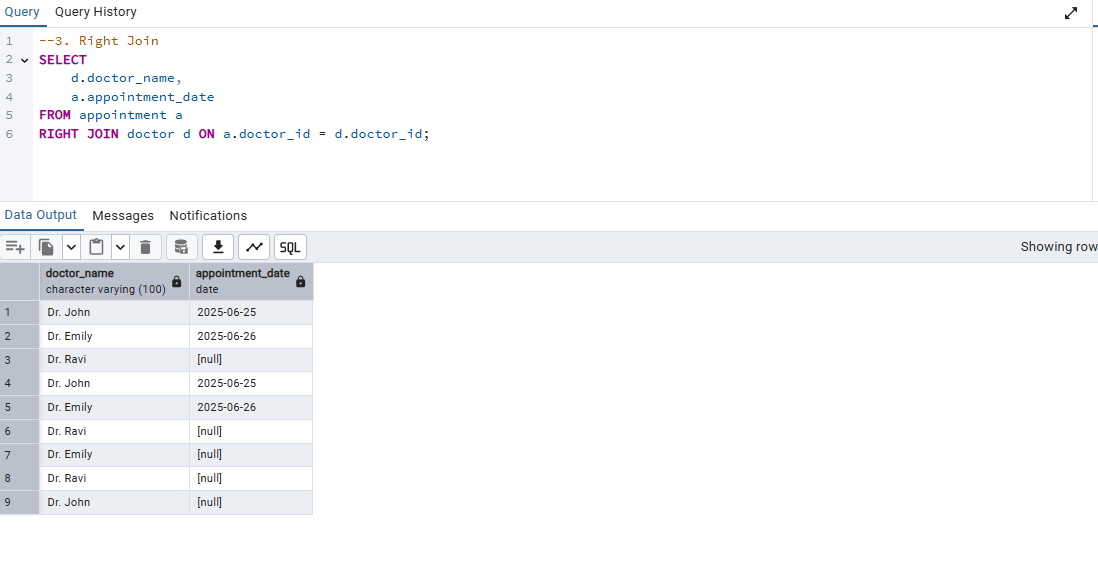 Query Query History
1 --3. Right Join
2 SELECT
3 d.doctor_name,
4 a.appointment_date
5 FROM appointment a
6 RIGHT JOIN doctor d ON a.doctor_id = d.doctor_id;
Data Output Messages Notifications
SQL Showing row
doctor_name appointment_date
character varying (100) date
1 Dr. John 2025-06-25
2 Dr. Emily 2025-06-26
3 Dr. Ravi [null]
4 Dr. John 2025-06-25
5 Dr. Emily 2025-06-26
6 Dr. Ravi [null]
7 Dr. Emily [null]
8 Dr. Ravi [null]
9 Dr. John [null]